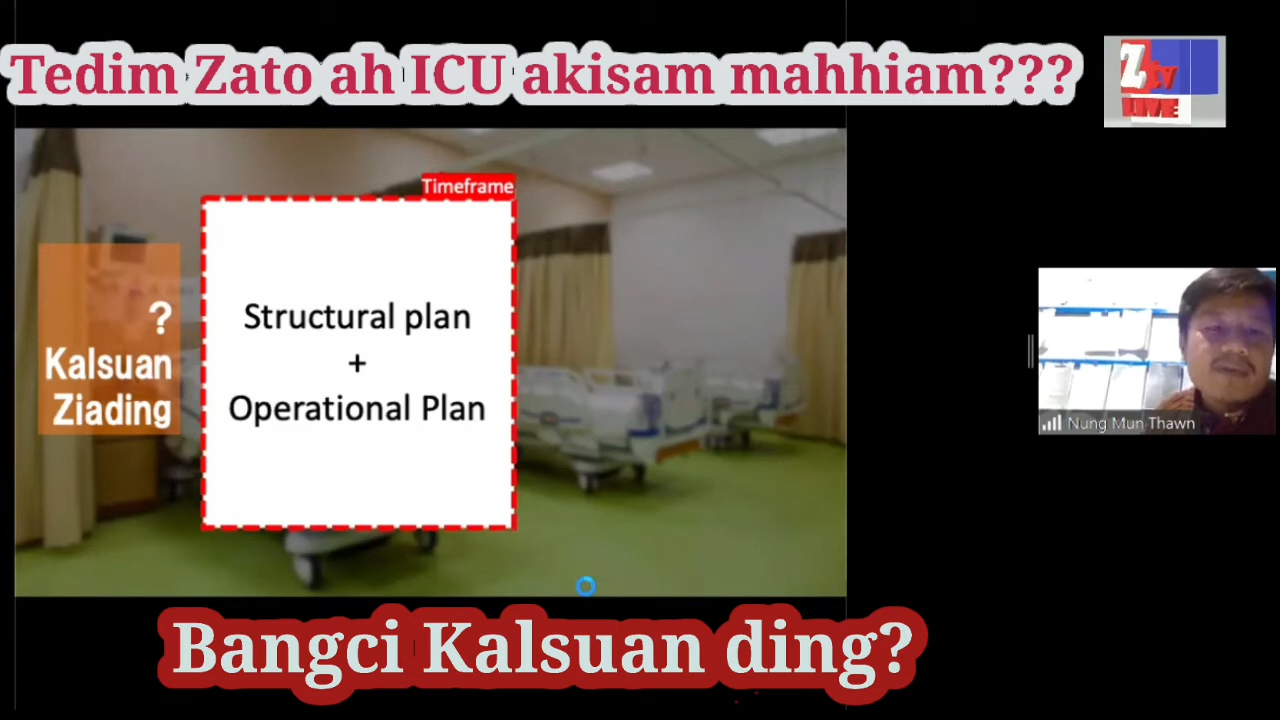 Tedim Zato ah ICU akisam mahhiam???
LIVE
Timeframe
?
Kalsuan
Ziading
Structural plan
+
Operational Plan
Nung Mun Thawn
Bangci Kalsuan ding?